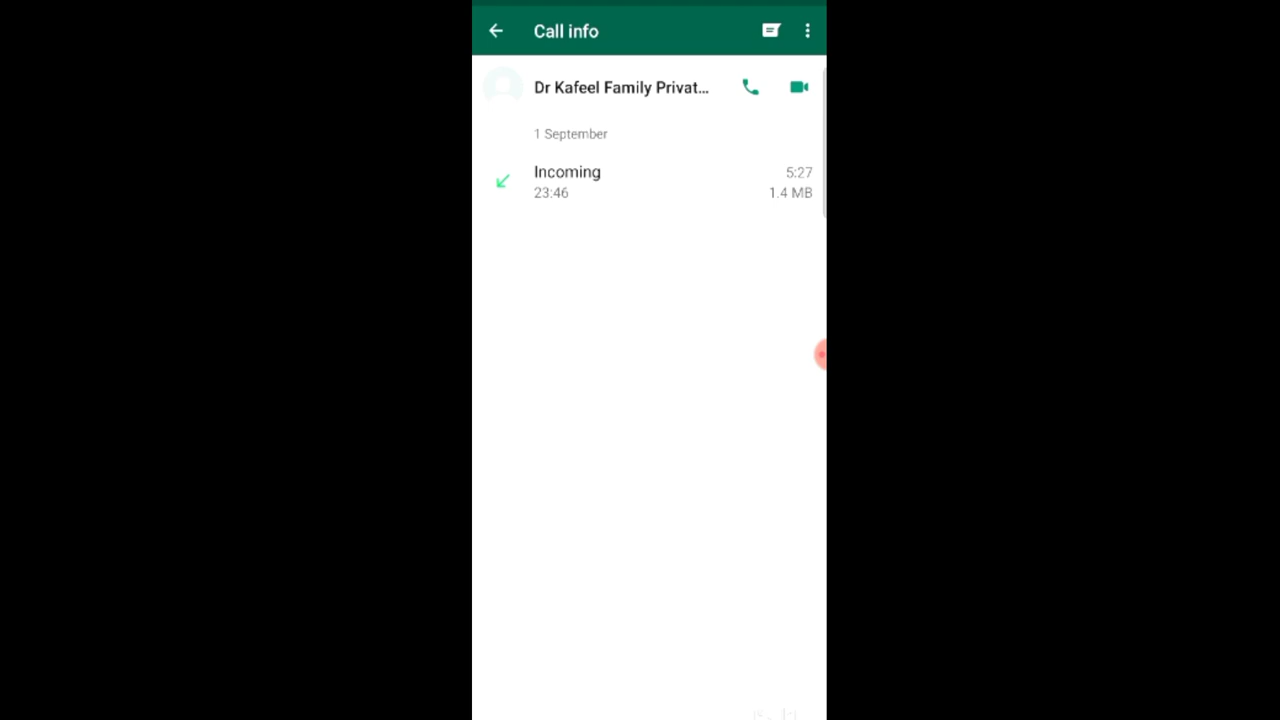 Call info
Dr Kafeel Family Privat...
1 September
Incoming 5:27
23:46 1.4 MB